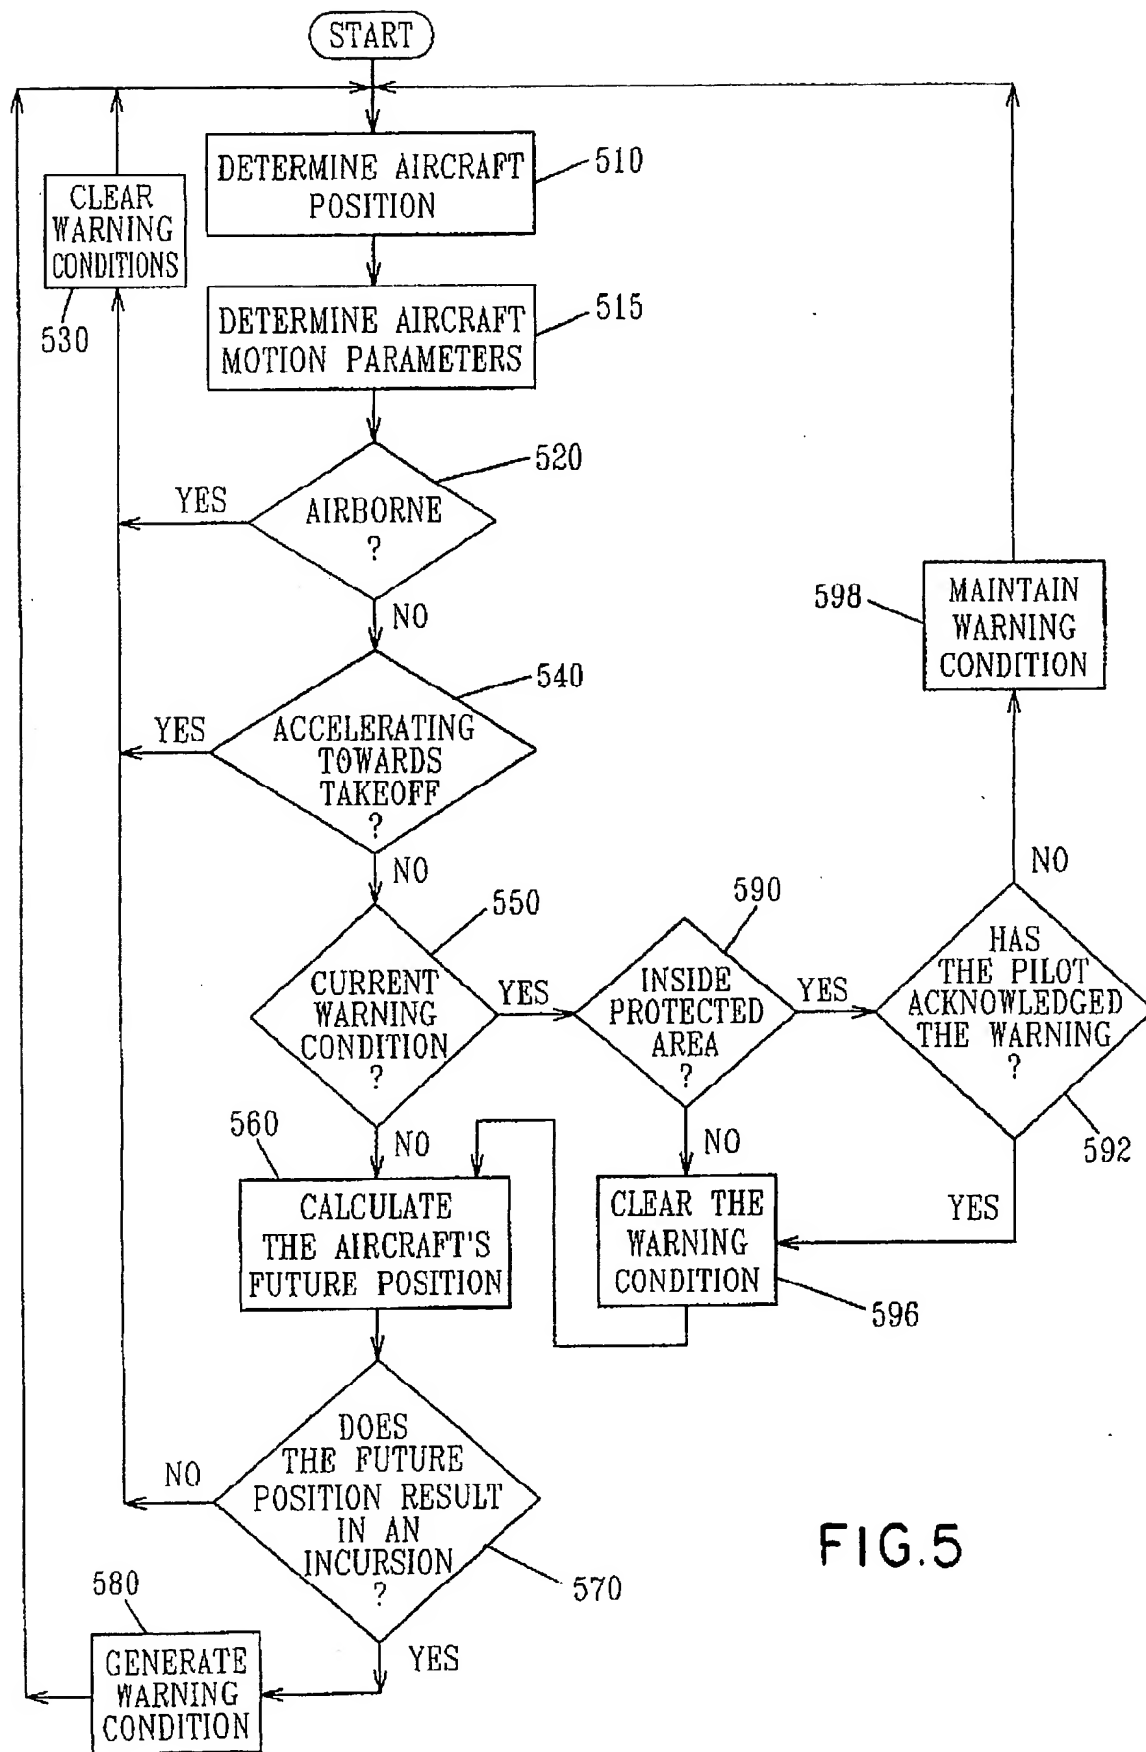 START
DETERMINE AIRCRAFT
POSITION
510
CLEAR
WARNING
CONDITIONS
530
DETERMINE AIRCRAFT
MOTION PARAMETERS
515
520
YES
AIRBORNE
?
NO
598
MAINTAIN
WARNING
CONDITION
540
YES
ACCELERATING
TOWARDS
TAKEOFF
?
NO
NO
550
590
CURRENT
WARNING
CONDITION
?
YES
INSIDE
PROTECTED
AREA
?
YES
HAS
THE PILOT
ACKNOWLEDGED
THE WARNING
?
592
560
NO
NO
YES
CALCULATE
THE AIRCRAFT'S
FUTURE POSITION
CLEAR THE
WARNING
CONDITION
596
NO
DOES
THE FUTURE
POSITION RESULT
IN AN
INCURSION
?
570
580
YES
GENERATE
WARNING
CONDITION
FIG.5